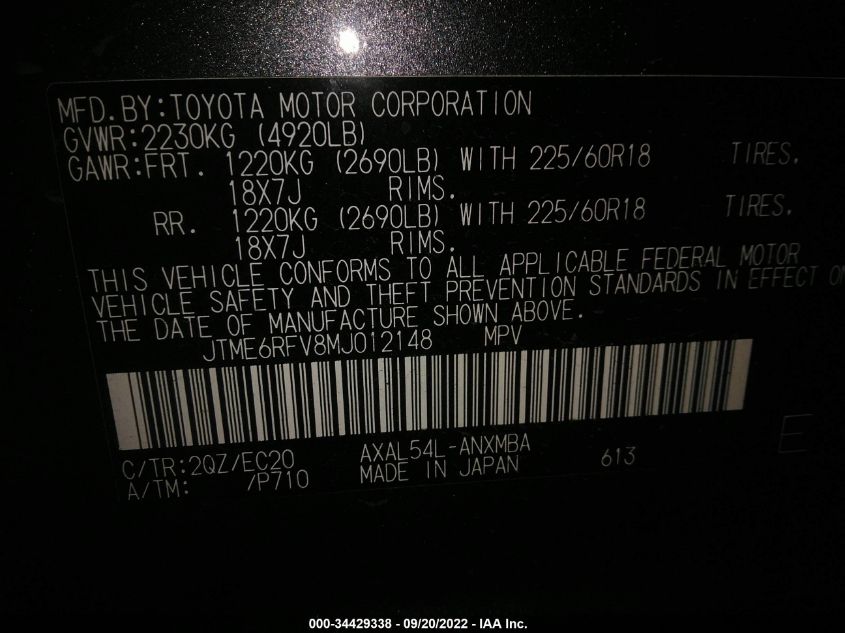 MFD.BY:TOYOTA MOTOR CORPORATION
GVWR:2230KG (4920LB)
GAWR:FRT. 1220KG (2690LB) WITH 225/60R18 TIRES.
18X7J RIMS.
RR. 1220KG (2690LB) WITH 225/60R18 TIRES.
18X7J RIMS.
THIS VEHICLE CONFORMS TO ALL APPLICABLE FEDERAL MOTOR
VEHICLE SAFETY AND THEFT PREVENTION STANDARDS IN EFFECT ON
THE DATE OF MANUFACTURE SHOWN ABOVE.
JTME6RFV8MJ012148 MPV
C/TR:2QZ/EC20 AXAL54L-ANXMBA
A/TM: /P710 MADE IN JAPAN 613
E
000-34429338 - 09/20/2022 - IAA Inc.